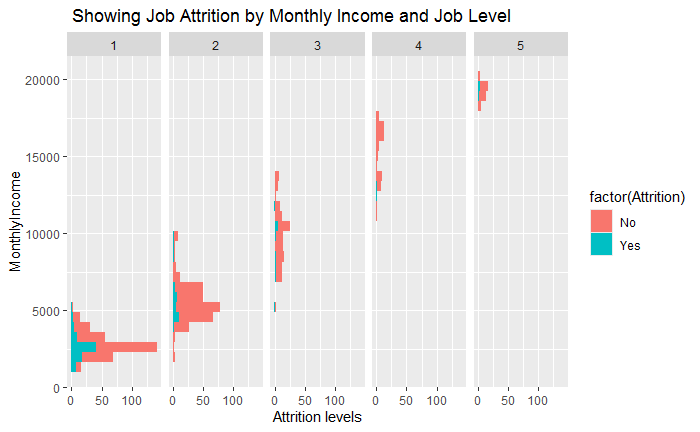 Showing Job Attrition by Monthly Income and Job Level
1 2 3 4 5
20000
15000
10000
5000
0
MonthlyIncome
0 50 100 0 50 100 0 50 100 0 50 100 0 50 100
Attrition levels
factor(Attrition)
No
Yes